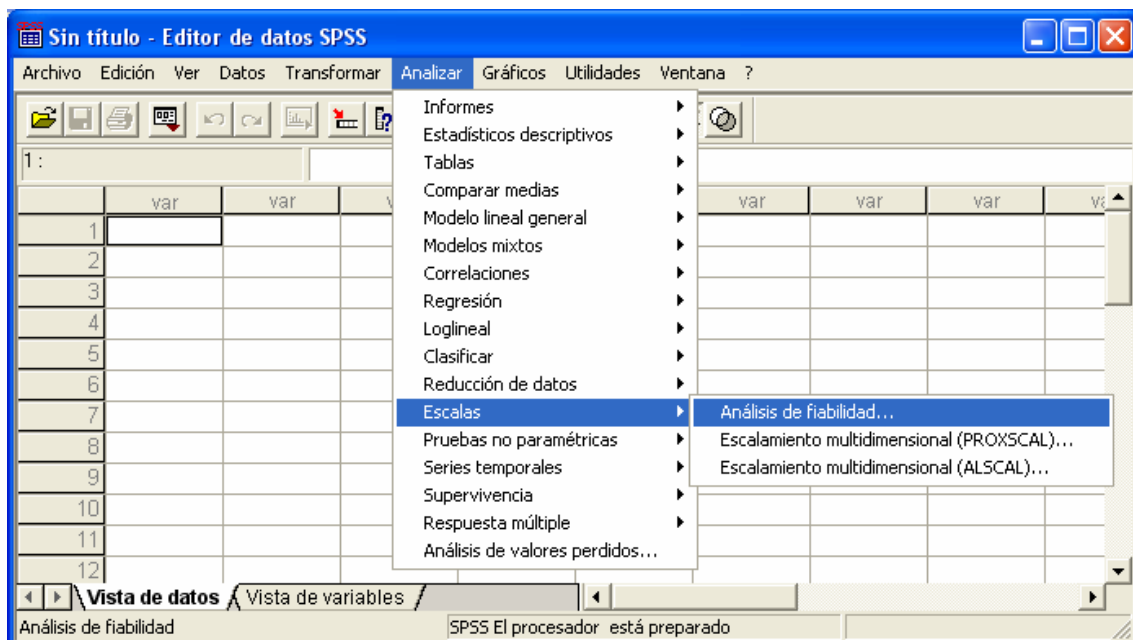 SPSS
Sin título - Editor de datos SPSS
Archivo Edición Ver Datos Transformar Analizar Gráficos Utilidades Ventana ?
1 :
var var var var var
Informes
Estadísticos descriptivos
Tablas
Comparar medias
Modelo lineal general
Modelos mixtos
Correlaciones
Regresión
Loglineal
Clasificar
Reducción de datos
Escalas
Pruebas no paramétricas
Series temporales
Supervivencia
Respuesta múltiple
Análisis de valores perdidos...
Análisis de fiabilidad...
Escalamiento multidimensional (PROXSCAL)...
Escalamiento multidimensional (ALSCAL)...
1
2
3
4
5
6
7
8
9
10
11
12
Vista de datos Vista de variables
Análisis de fiabilidad SPSS El procesador está preparado